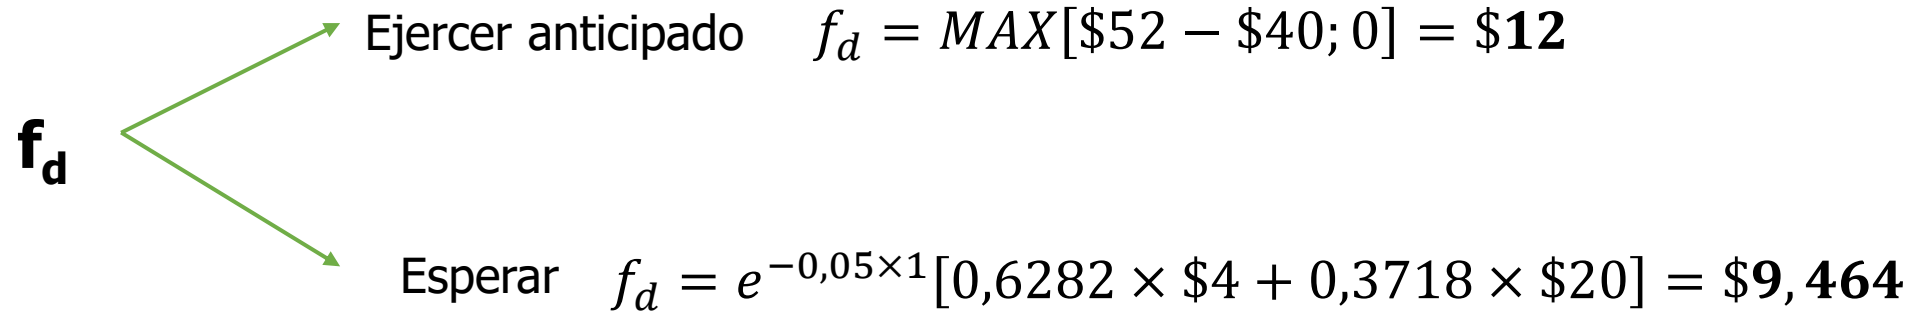 Ejercer anticipado f_d = MAX[$52 − $40; 0] = $12
f_d
Esperar f_d = e^{−0,05×1}[0,6282 × $4 + 0,3718 × $20] = $9,464